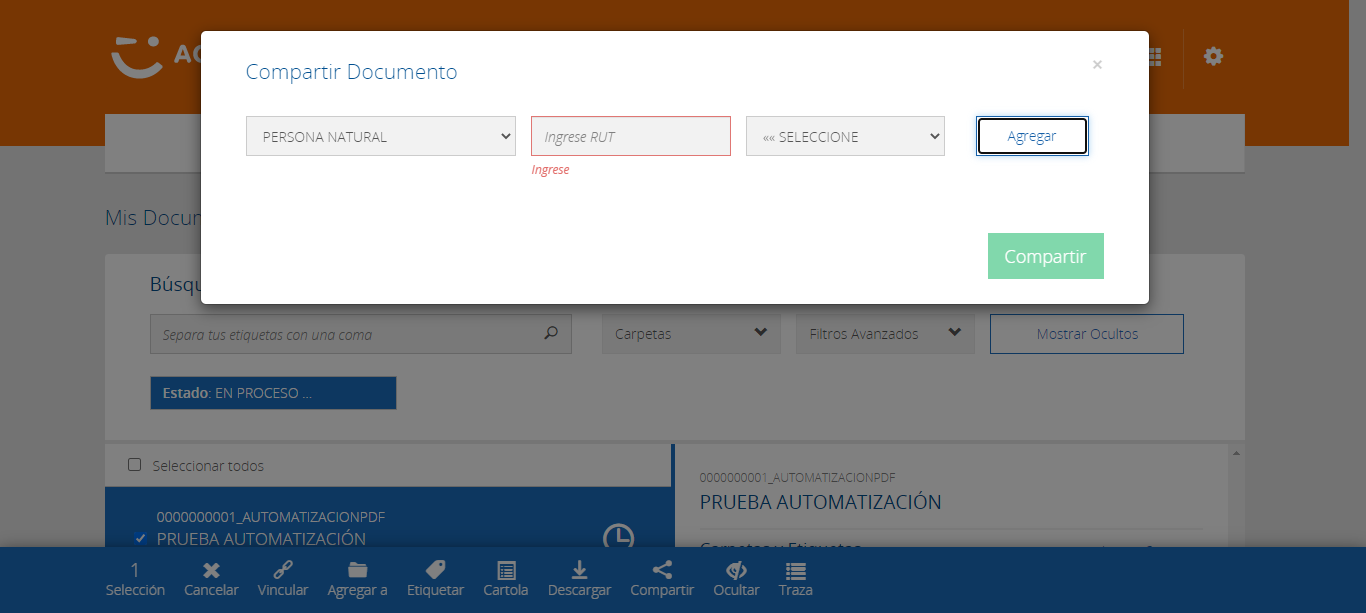 Compartir Documento
×
PERSONA NATURAL
Ingrese RUT
«« SELECCIONE
Agregar
Ingrese
Compartir
Mis
Separa tus etiquetas con una coma
Carpetas
Filtros Avanzados
Mostrar Ocultos
Estado: EN PROCESO ...
Seleccionar todos
0000000001_AUTOMATIZACIONPDF
PRUEBA AUTOMATIZACIÓN
0000000001_AUTOMATIZACIONPDF
PRUEBA AUTOMATIZACIÓN
Carpetas y Etiquetas
1
Selección
Cancelar
Vincular
Agregar a
Etiquetar
Cartola
Descargar
Compartir
Ocultar
Traza